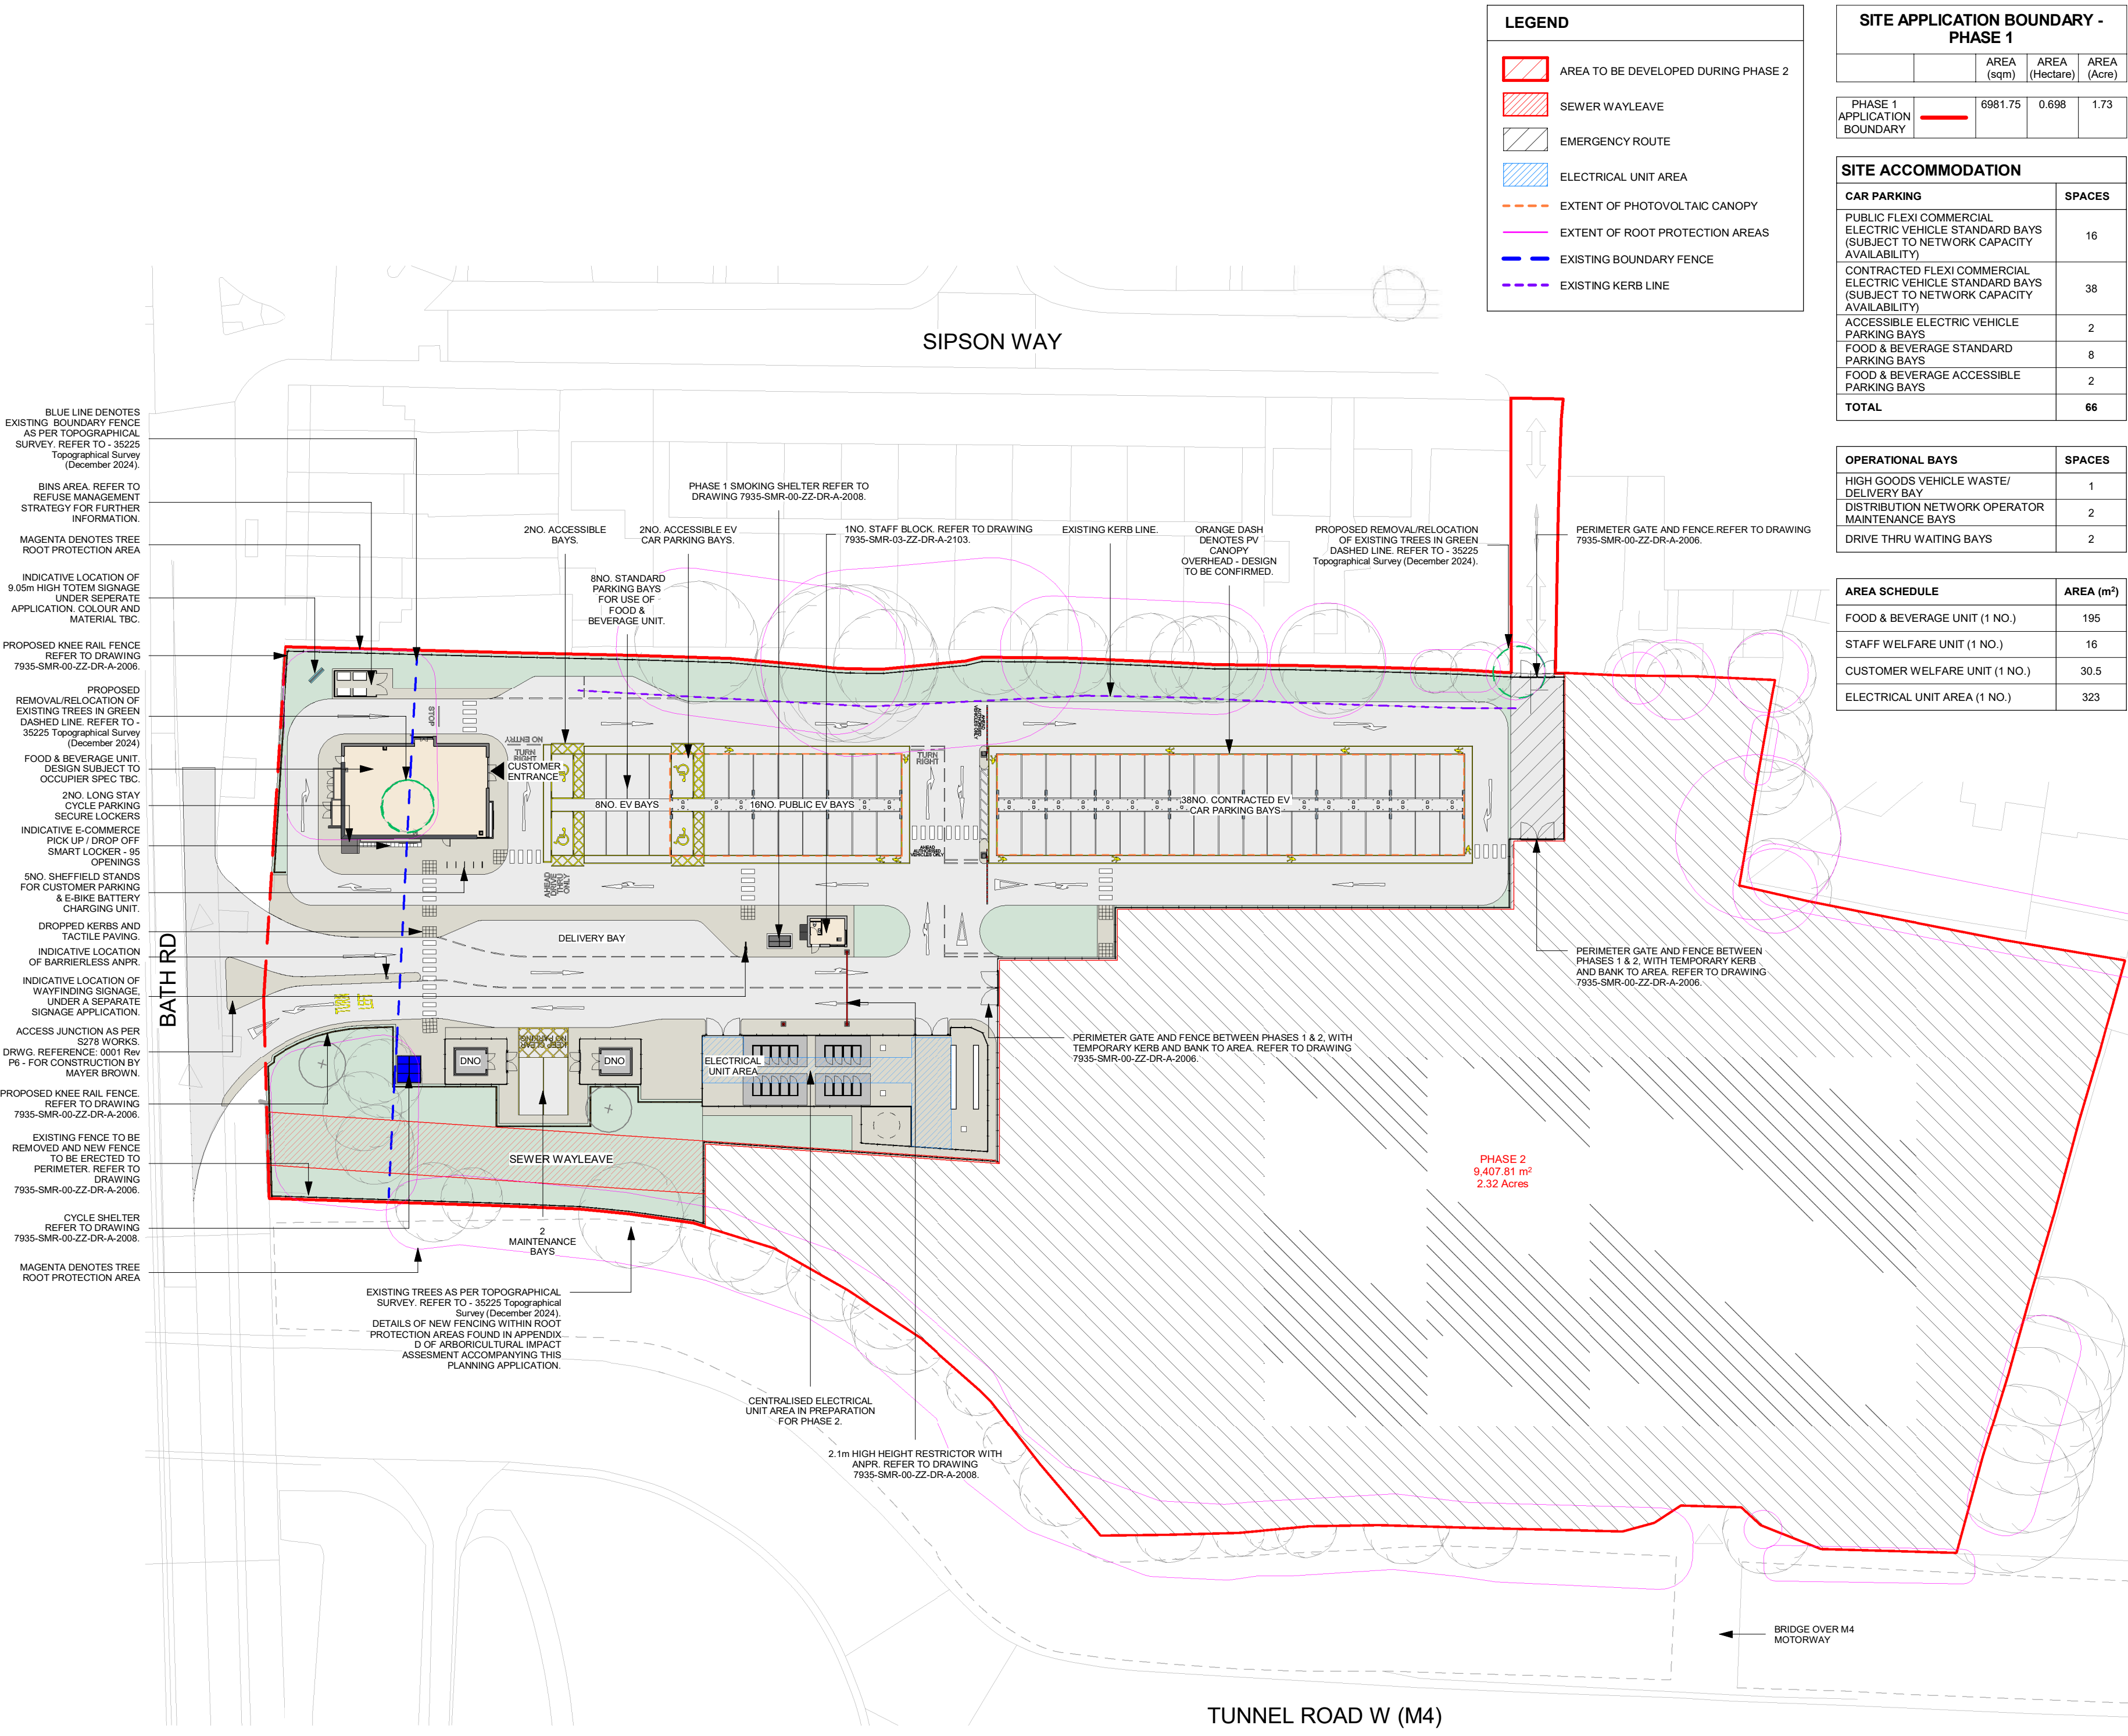 LEGEND
AREA TO BE DEVELOPED DURING PHASE 2
SEWER WAYLEAVE
EMERGENCY ROUTE
ELECTRICAL UNIT AREA
EXTENT OF PHOTOVOLTAIC CANOPY
EXTENT OF ROOT PROTECTION AREAS
EXISTING BOUNDARY FENCE
EXISTING KERB LINE
SITE APPLICATION BOUNDARY -
PHASE 1
AREA (sqm) AREA (Hectare) AREA (Acre)
PHASE 1 APPLICATION BOUNDARY 6981.75 0.698 1.73
SITE ACCOMMODATION
CAR PARKING SPACES
PUBLIC FLEXI COMMERCIAL
ELECTRIC VEHICLE STANDARD BAYS
(SUBJECT TO NETWORK CAPACITY
AVAILABILITY)
16
CONTRACTED FLEXI COMMERCIAL
ELECTRIC VEHICLE STANDARD BAYS
(SUBJECT TO NETWORK CAPACITY
AVAILABILITY)
38
ACCESSIBLE ELECTRIC VEHICLE
PARKING BAYS
2
FOOD & BEVERAGE STANDARD
PARKING BAYS
8
FOOD & BEVERAGE ACCESSIBLE
PARKING BAYS
2
TOTAL 66
OPERATIONAL BAYS SPACES
HIGH GOODS VEHICLE WASTE/
DELIVERY BAY
1
DISTRIBUTION NETWORK OPERATOR
MAINTENANCE BAYS
2
DRIVE THRU WAITING BAYS 2
AREA SCHEDULE AREA (m²)
FOOD & BEVERAGE UNIT (1 NO.) 195
STAFF WELFARE UNIT (1 NO.) 16
CUSTOMER WELFARE UNIT (1 NO.) 30.5
ELECTRICAL UNIT AREA (1 NO.) 323
SIPSON WAY
BLUE LINE DENOTES
EXISTING BOUNDARY FENCE
AS PER TOPOGRAPHICAL
SURVEY. REFER TO - 35225
Topographical Survey
(December 2024).
BINS AREA. REFER TO
REFUSE MANAGEMENT
STRATEGY FOR FURTHER
INFORMATION.
MAGENTA DENOTES TREE
ROOT PROTECTION AREA
INDICATIVE LOCATION OF
9.05m HIGH TOTEM SIGNAGE
UNDER SEPERATE
APPLICATION. COLOUR AND
MATERIAL TBC.
PROPOSED KNEE RAIL FENCE
REFER TO DRAWING
7935-SMR-00-ZZ-DR-A-2006.
PROPOSED
REMOVAL/RELOCATION OF
EXISTING TREES IN GREEN
DASHED LINE. REFER TO -
35225 Topographical Survey
(December 2024)
FOOD & BEVERAGE UNIT.
DESIGN SUBJECT TO
OCCUPIER SPEC TBC.
2NO. LONG STAY
CYCLE PARKING
SECURE LOCKERS
INDICATIVE E-COMMERCE
PICK UP / DROP OFF
SMART LOCKER - 95
OPENINGS
5NO. SHEFFIELD STANDS
FOR CUSTOMER PARKING
& E-BIKE BATTERY
CHARGING UNIT.
DROPPED KERBS AND
TACTILE PAVING.
INDICATIVE LOCATION
OF BARRIERLESS ANPR.
INDICATIVE LOCATION OF
WAYFINDING SIGNAGE,
UNDER A SEPARATE
SIGNAGE APPLICATION.
ACCESS JUNCTION AS PER
S278 WORKS.
DRWG. REFERENCE: 0001 Rev
P6 - FOR CONSTRUCTION BY
MAYER BROWN.
PROPOSED KNEE RAIL FENCE.
REFER TO DRAWING
7935-SMR-00-ZZ-DR-A-2006.
EXISTING FENCE TO BE
REMOVED AND NEW FENCE
TO BE ERECTED TO
PERIMETER. REFER TO
DRAWING
7935-SMR-00-ZZ-DR-A-2006.
CYCLE SHELTER
REFER TO DRAWING
7935-SMR-00-ZZ-DR-A-2008.
MAGENTA DENOTES TREE
ROOT PROTECTION AREA
BATH RD
PHASE 1 SMOKING SHELTER REFER TO
DRAWING 7935-SMR-00-ZZ-DR-A-2008.
2NO. ACCESSIBLE
BAYS.
2NO. ACCESSIBLE EV
CAR PARKING BAYS.
1NO. STAFF BLOCK. REFER TO DRAWING
7935-SMR-03-ZZ-DR-A-2103.
EXISTING KERB LINE.
ORANGE DASH
DENOTES PV
CANOPY
OVERHEAD - DESIGN
TO BE CONFIRMED.
PROPOSED REMOVAL/RELOCATION
OF EXISTING TREES IN GREEN
DASHED LINE. REFER TO - 35225
Topographical Survey (December 2024).
PERIMETER GATE AND FENCE.REFER TO DRAWING
7935-SMR-00-ZZ-DR-A-2006.
8NO. STANDARD
PARKING BAYS
FOR USE OF
FOOD &
BEVERAGE UNIT.
STOP
NO ENTRY
TURN
RIGHT
CUSTOMER
ENTRANCE
8NO. EV BAYS
16NO. PUBLIC EV BAYS
TURN
RIGHT
38NO. CONTRACTED EV
CAR PARKING BAYS
AHEAD
AUTHORISED
VEHICLES ONLY
AHEAD
AUTHORISED
VEHICLES ONLY
AHEAD
DRIVE
THRU
ONLY
DELIVERY BAY
DNO
KEEP CLEAR
NO PARKING
DNO
ELECTRICAL
UNIT AREA
SEWER WAYLEAVE
2
MAINTENANCE
BAYS
PERIMETER GATE AND FENCE BETWEEN
PHASES 1 & 2, WITH TEMPORARY KERB
AND BANK TO AREA. REFER TO DRAWING
7935-SMR-00-ZZ-DR-A-2006.
PERIMETER GATE AND FENCE BETWEEN PHASES 1 & 2, WITH
TEMPORARY KERB AND BANK TO AREA. REFER TO DRAWING
7935-SMR-00-ZZ-DR-A-2006.
PHASE 2
9,407.81 m²
2.32 Acres
EXISTING TREES AS PER TOPOGRAPHICAL
SURVEY. REFER TO - 35225 Topographical
Survey (December 2024).
DETAILS OF NEW FENCING WITHIN ROOT
PROTECTION AREAS FOUND IN APPENDIX
D OF ARBORICULTURAL IMPACT
ASSESMENT ACCOMPANYING THIS
PLANNING APPLICATION.
CENTRALISED ELECTRICAL
UNIT AREA IN PREPARATION
FOR PHASE 2.
2.1m HIGH HEIGHT RESTRICTOR WITH
ANPR. REFER TO DRAWING
7935-SMR-00-ZZ-DR-A-2008.
BRIDGE OVER M4
MOTORWAY
TUNNEL ROAD W (M4)